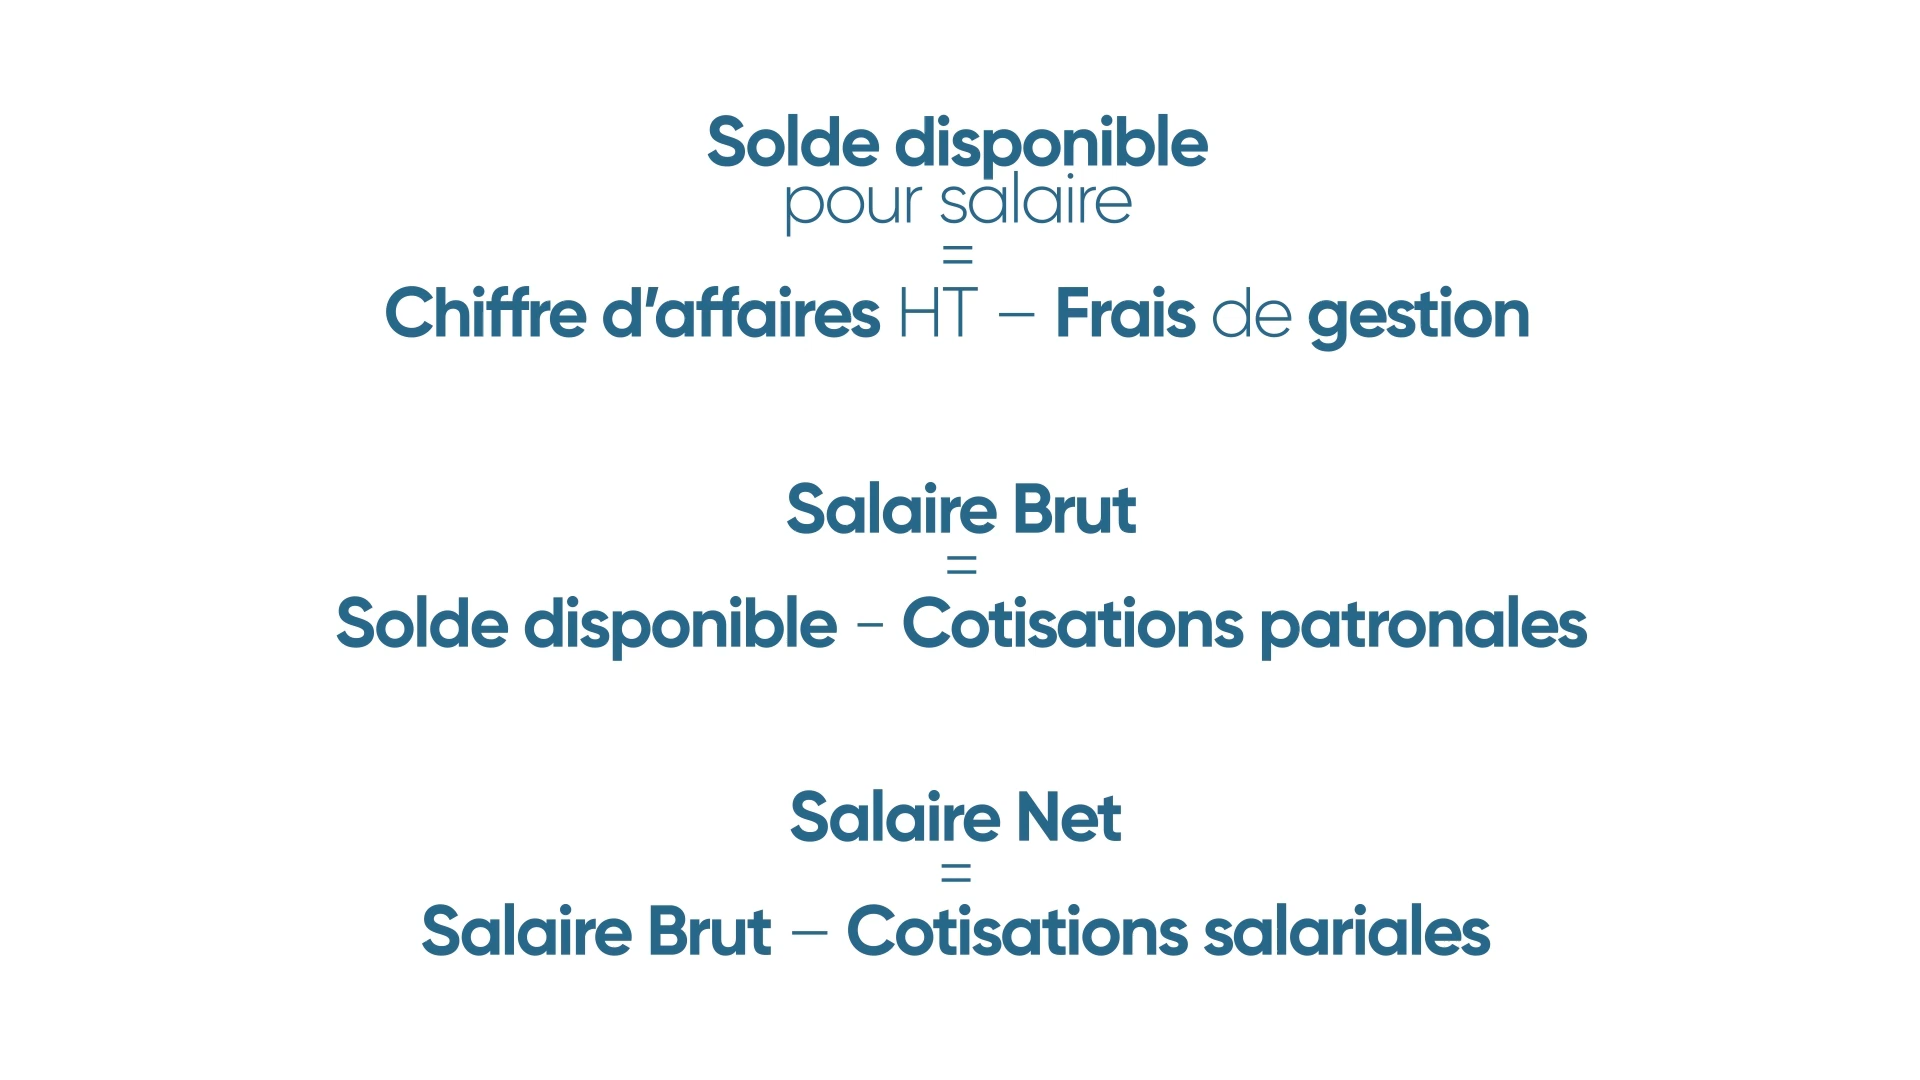 Solde disponible
pour salaire
=
Chiffre d’affaires HT – Frais de gestion
Salaire Brut
=
Solde disponible - Cotisations patronales
Salaire Net
=
Salaire Brut – Cotisations salariales